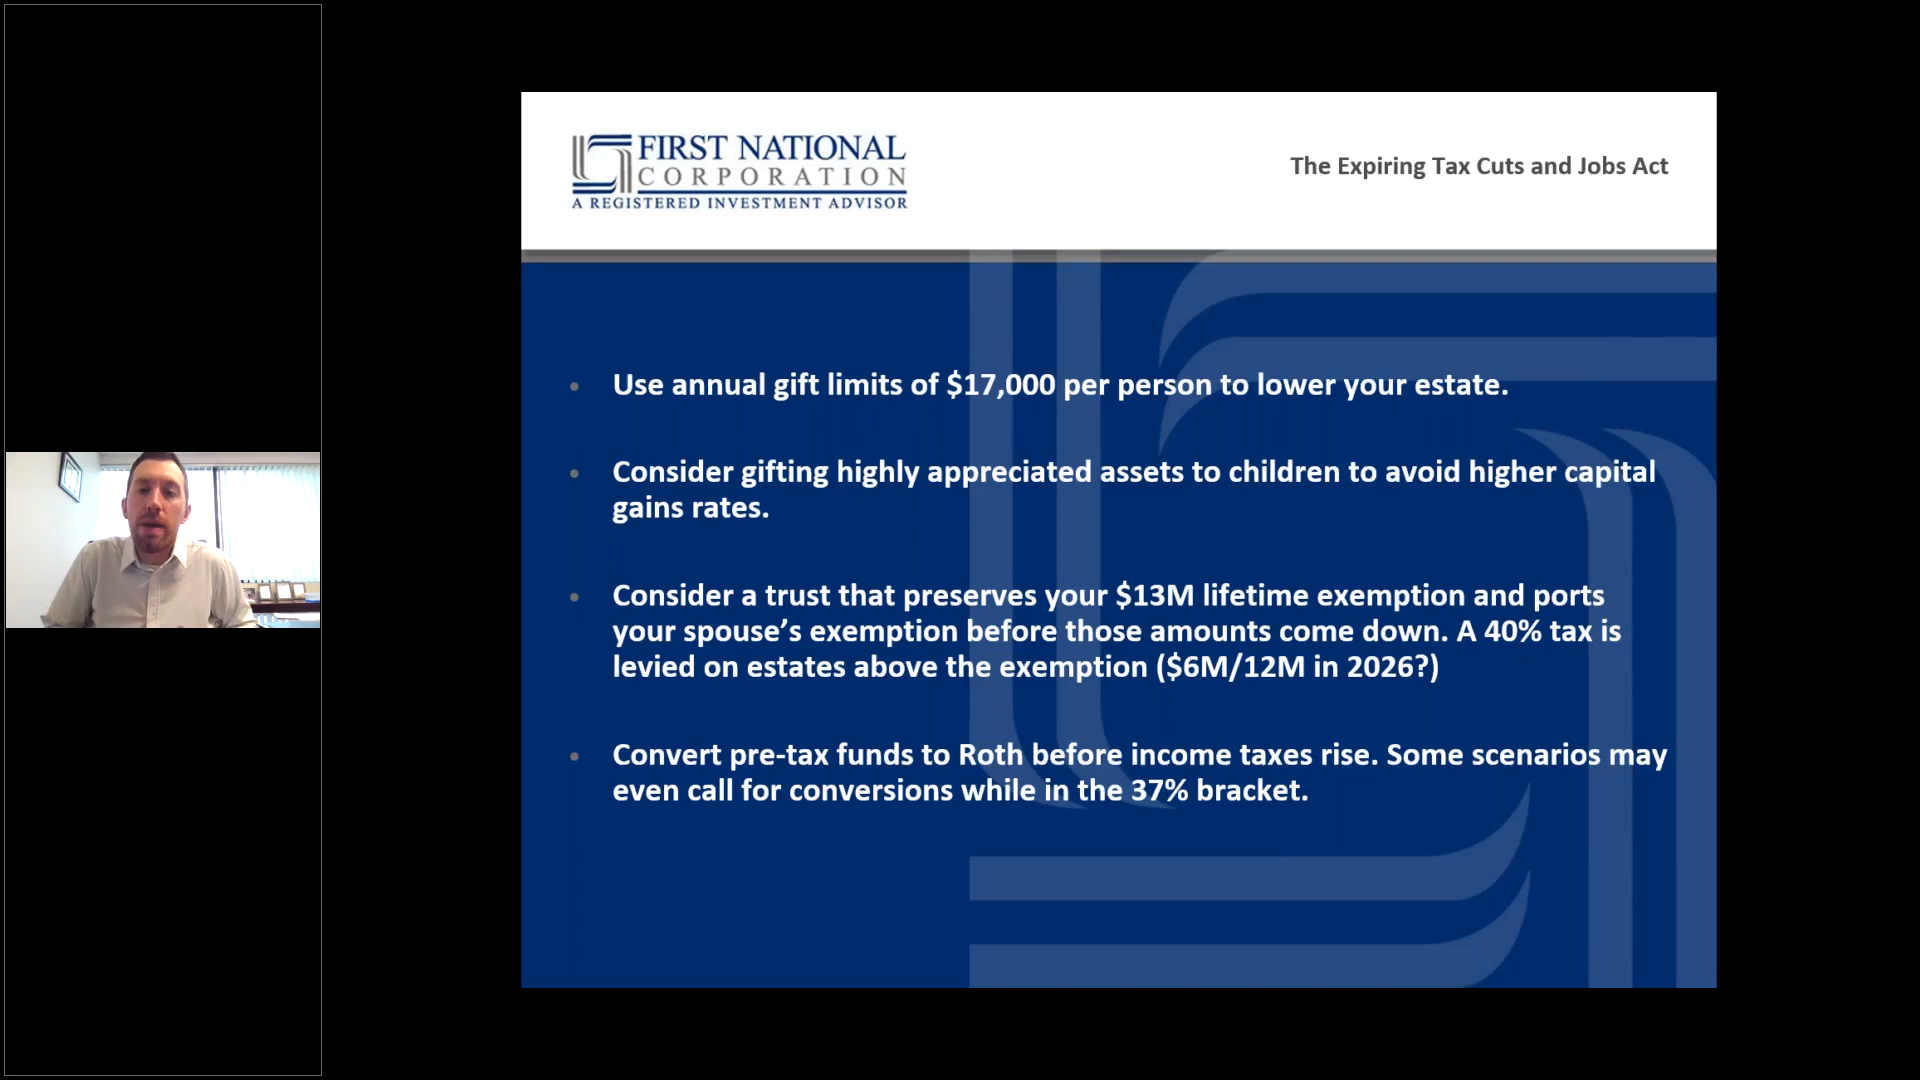 FIRST NATIONAL
CORPORATION
A REGISTERED INVESTMENT ADVISOR
The Expiring Tax Cuts and Jobs Act
• Use annual gift limits of $17,000 per person to lower your estate.
• Consider gifting highly appreciated assets to children to avoid higher capital
gains rates.
• Consider a trust that preserves your $13M lifetime exemption and ports
your spouse’s exemption before those amounts come down. A 40% tax is
levied on estates above the exemption ($6M/12M in 2026?)
• Convert pre-tax funds to Roth before income taxes rise. Some scenarios may
even call for conversions while in the 37% bracket.